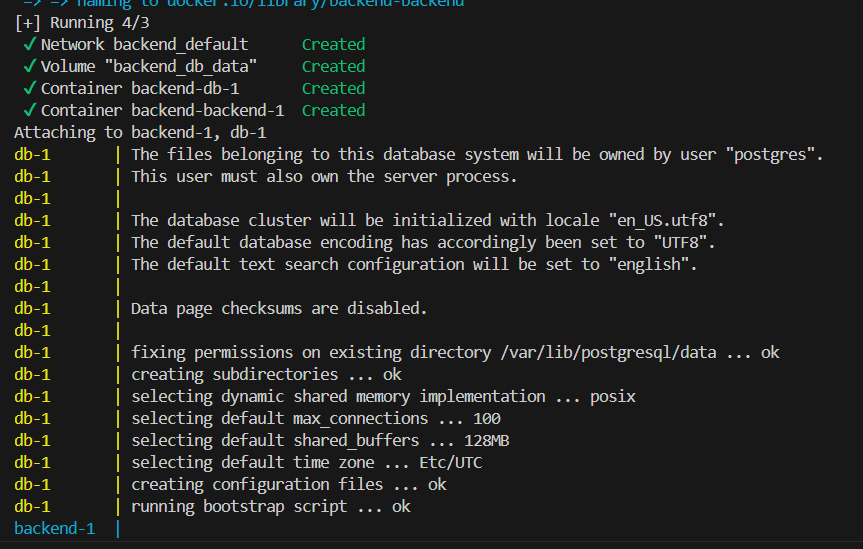 => => naming to docker.io/library/backend-backend
[+] Running 4/3
✓ Network backend_default Created
✓ Volume "backend_db_data" Created
✓ Container backend-db-1 Created
✓ Container backend-backend-1 Created
Attaching to backend-1, db-1
db-1 | The files belonging to this database system will be owned by user "postgres".
db-1 | This user must also own the server process.
db-1 |
db-1 | The database cluster will be initialized with locale "en_US.utf8".
db-1 | The default database encoding has accordingly been set to "UTF8".
db-1 | The default text search configuration will be set to "english".
db-1 |
db-1 | Data page checksums are disabled.
db-1 |
db-1 | fixing permissions on existing directory /var/lib/postgresql/data ... ok
db-1 | creating subdirectories ... ok
db-1 | selecting dynamic shared memory implementation ... posix
db-1 | selecting default max_connections ... 100
db-1 | selecting default shared_buffers ... 128MB
db-1 | selecting default time zone ... Etc/UTC
db-1 | creating configuration files ... ok
db-1 | running bootstrap script ... ok
backend-1 |